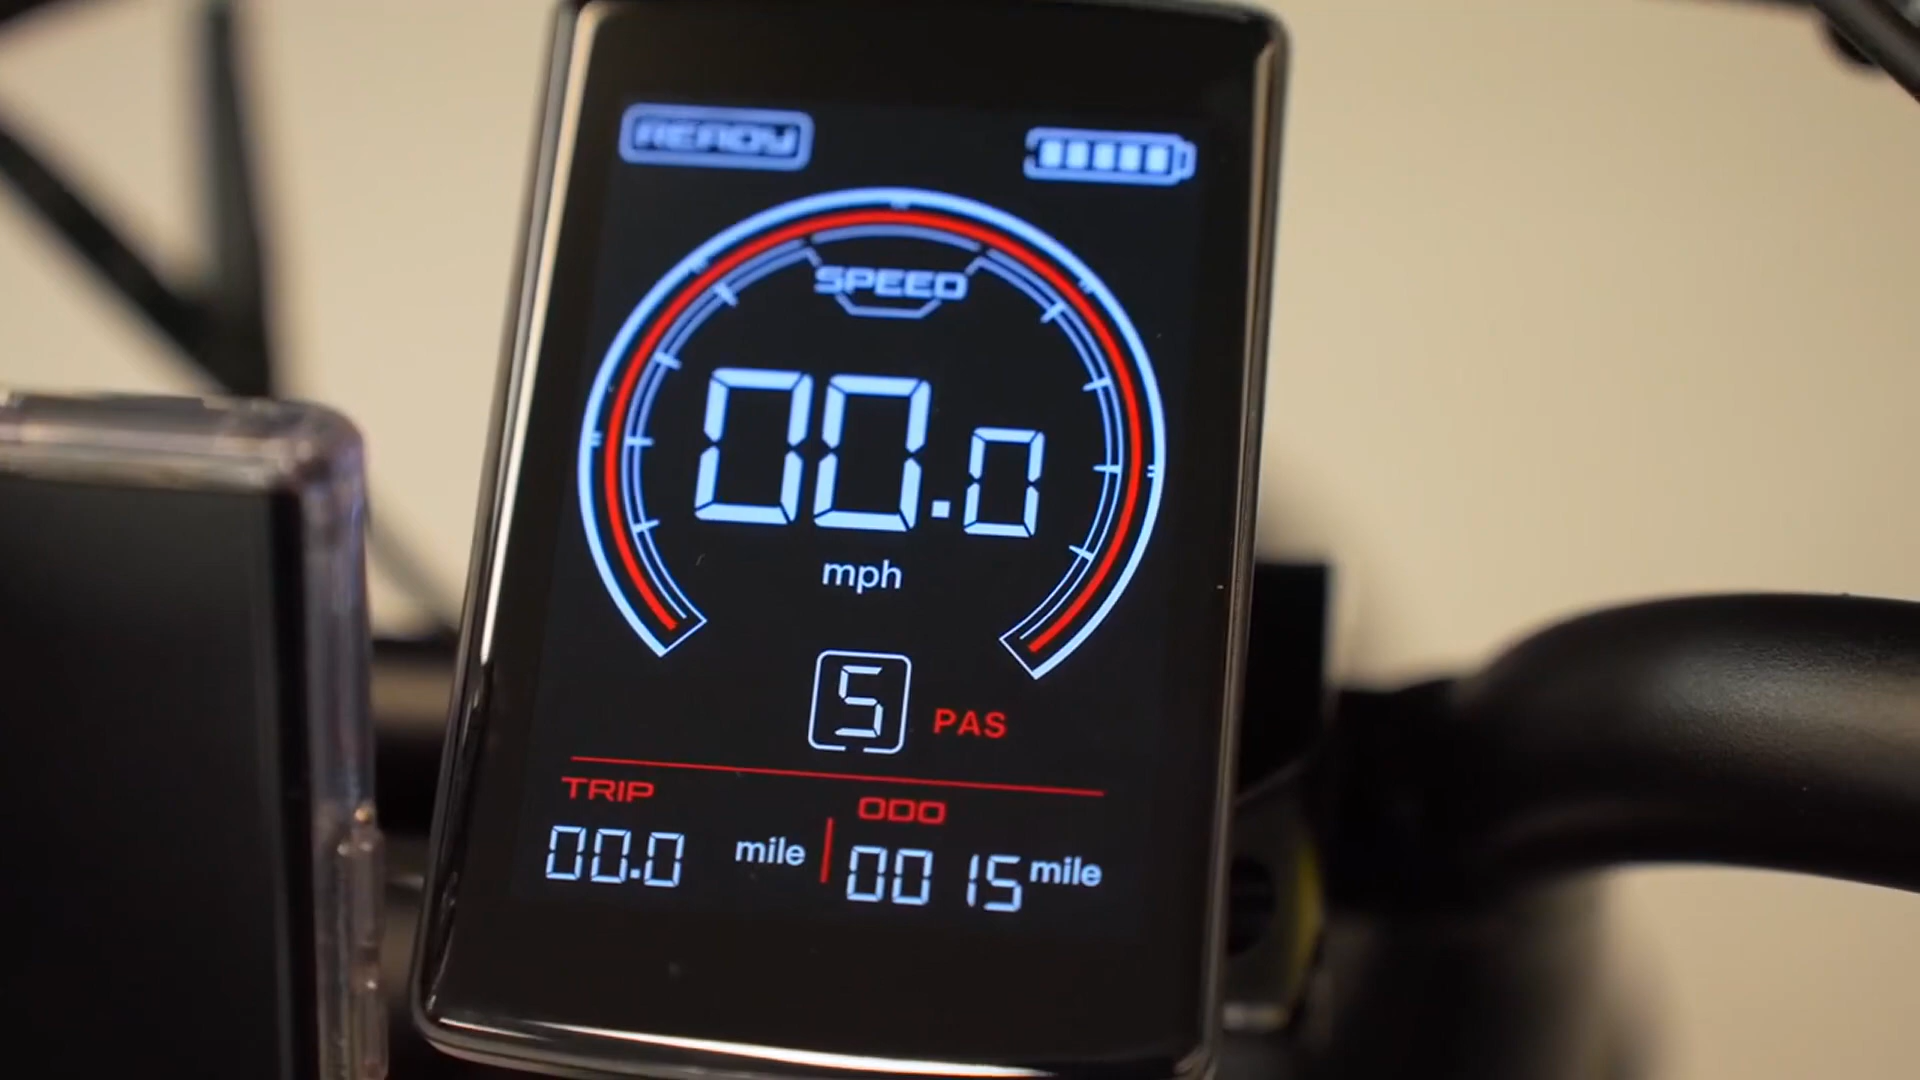 READY
SPEED
00.0
mph
5 PAS
TRIP
ODO
00.0 mile
0015 mile